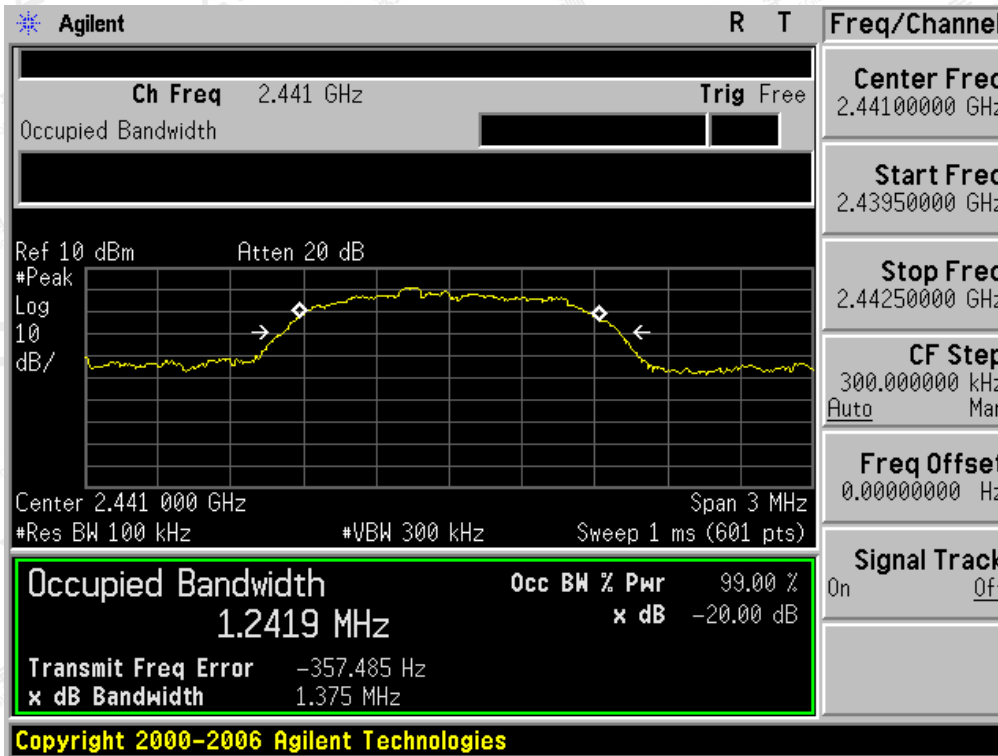 Agilent R T
Ch Freq 2.441 GHz Trig Free
Occupied Bandwidth
Ref 10 dBm Atten 20 dB
#Peak
Log
10
dB/
Center 2.441 000 GHz Span 3 MHz
#Res BW 100 kHz #VBW 300 kHz Sweep 1 ms (601 pts)
Occupied Bandwidth Occ BW % Pwr 99.00 %
1.2419 MHz x dB -20.00 dB
Transmit Freq Error -357.485 Hz
x dB Bandwidth 1.375 MHz
Copyright 2000-2006 Agilent Technologies
Freq/Channel
Center Freq
2.44100000 GHz
Start Freq
2.43950000 GHz
Stop Freq
2.44250000 GHz
CF Step
300.000000 kHz
Auto Man
Freq Offset
0.00000000 Hz
Signal Track
On Off